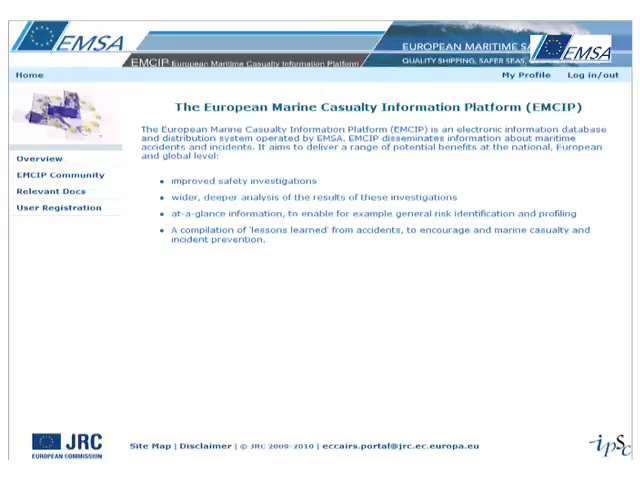 EMSA
EUROPEAN MARITIME SA
EMSA
EMCIP European Maritime Casualty Information Platform
QUALITY SHIPPING, SAFER SEAS,
Home
My Profile Log in/out
The European Marine Casualty Information Platform (EMCIP)
The European Marine Casualty Information Platform (EMCIP) is an electronic information database
and distribution system operated by EMSA. EMCIP disseminates information about maritime
accidents and incidents. It aims to deliver a range of potential benefits at the national, European
and global level:
Overview
EMCIP Community
Relevant Docs
User Registration
• improved safety investigations
• wider, deeper analysis of the results of these investigations
• at-a-glance information, to enable for example general risk identification and profiling
• A compilation of 'lessons learned' from accidents, to encourage and marine casualty and
incident prevention.
JRC
EUROPEAN COMMISSION
Site Map | Disclaimer | © JRC 2009-2010 | eccairs.portal@jrc.ec.europa.eu
ipSc